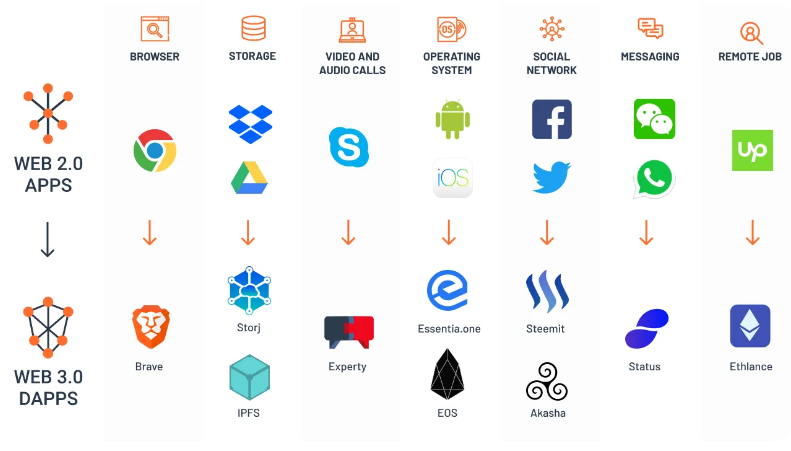 BROWSER
STORAGE
VIDEO AND
AUDIO CALLS
OS
OPERATING
SYSTEM
SOCIAL
NETWORK
MESSAGING
REMOTE JOB
WEB 2.0
APPS
S
iOS
f
Up
WEB 3.0
DAPPS
Brave
Storj
IPFS
Experty
Essentia.one
EOS
Steemit
Akasha
Status
Ethlance